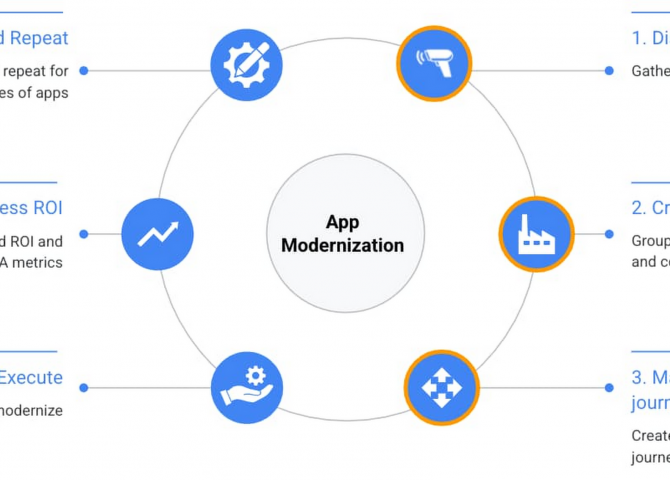 d Repeat
repeat for
es of apps
ess ROI
d ROI and
A metrics
Execute
modernize
App
Modernization
1. Di
Gathe
2. Cr
Group
and co
3. Ma
journ
Create
journe